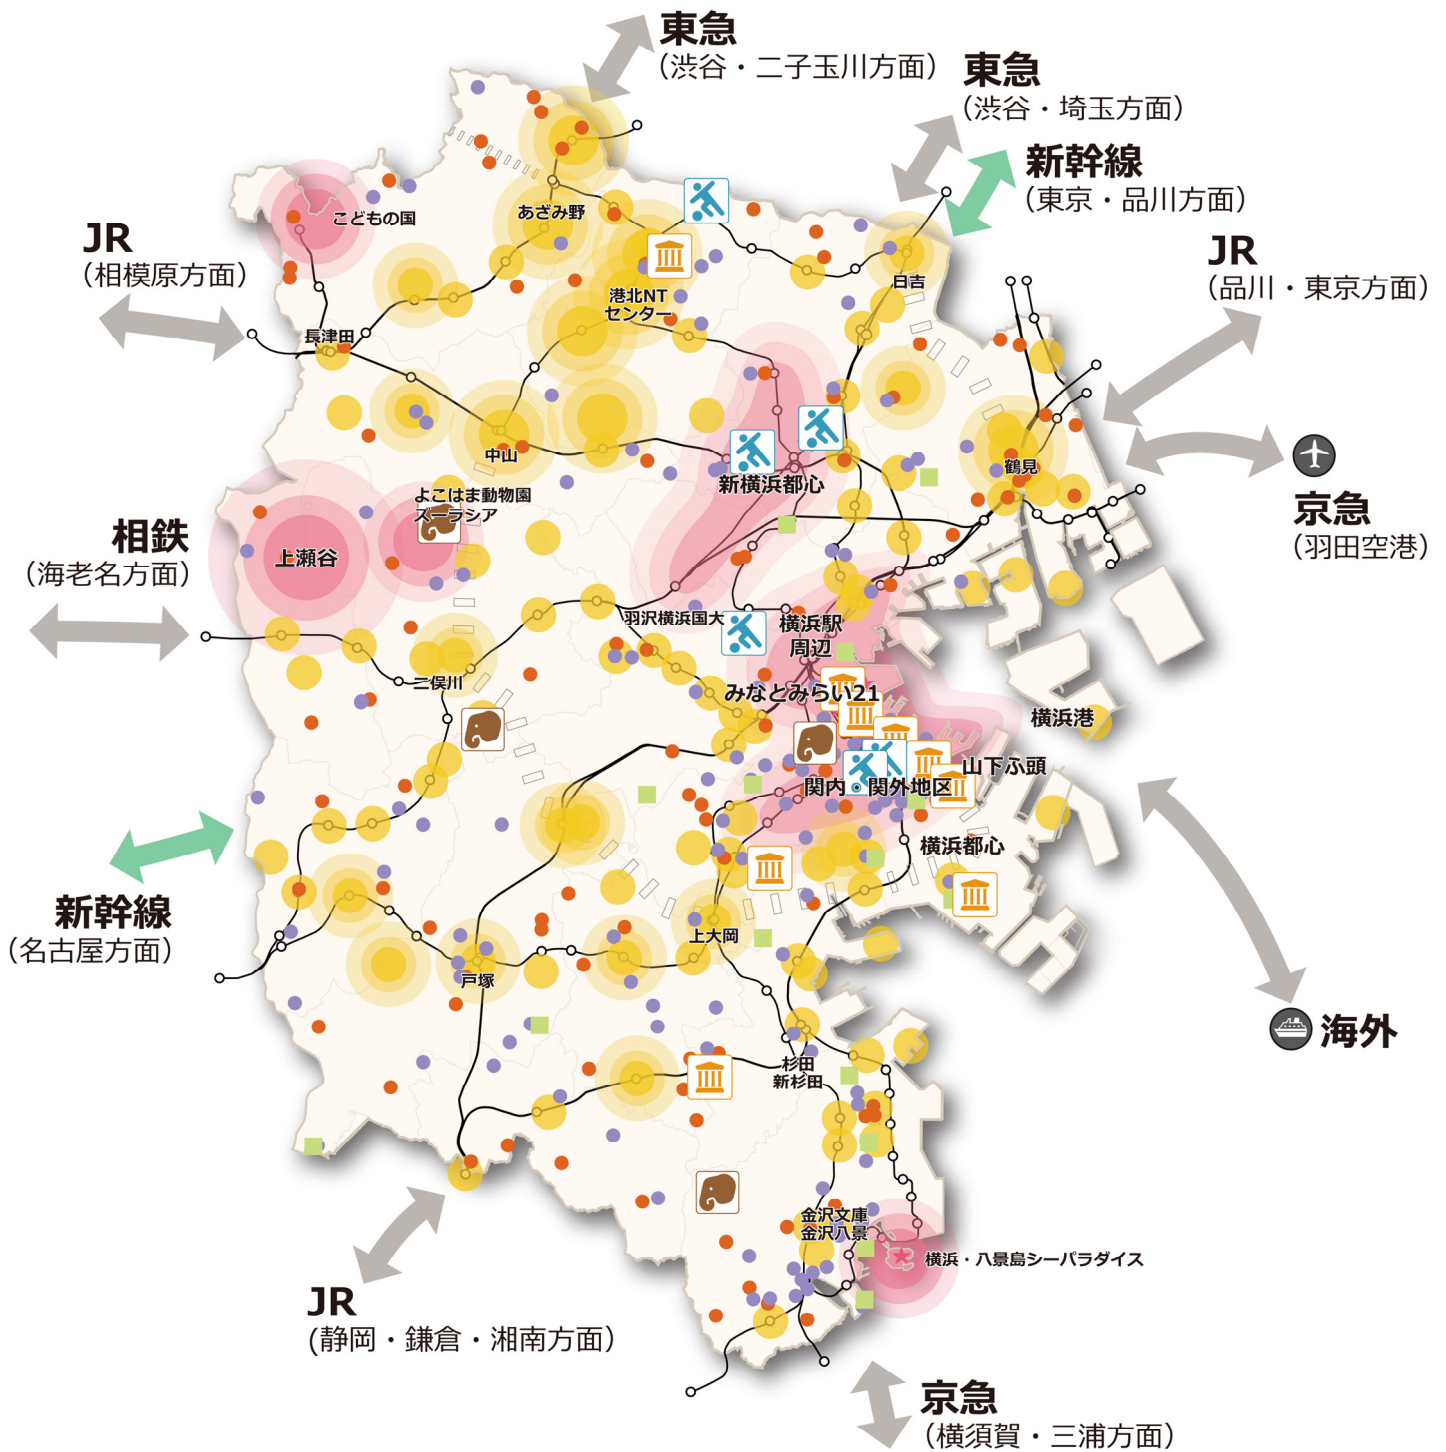 東急
（渋谷・二子玉川方面）
東急
（渋谷・埼玉方面）
新幹線
（東京・品川方面）
JR
（相模原方面）
JR
（品川・東京方面）
こどもの国
あざみ野
日吉
港北NT
センター
長津田
中山
鶴見
新横浜都心
よこはま動物園
ズーラシア
京急
（羽田空港）
相鉄
（海老名方面）
上瀬谷
羽沢横浜国大
横浜駅
周辺
二俣川
みなとみらい21
横浜港
山下ふ頭
関内・関外地区
横浜都心
新幹線
（名古屋方面）
上大岡
戸塚
海外
杉田
新杉田
金沢文庫
金沢八景
横浜・八景島シーパラダイス
JR
（静岡・鎌倉・湘南方面）
京急
（横須賀・三浦方面）